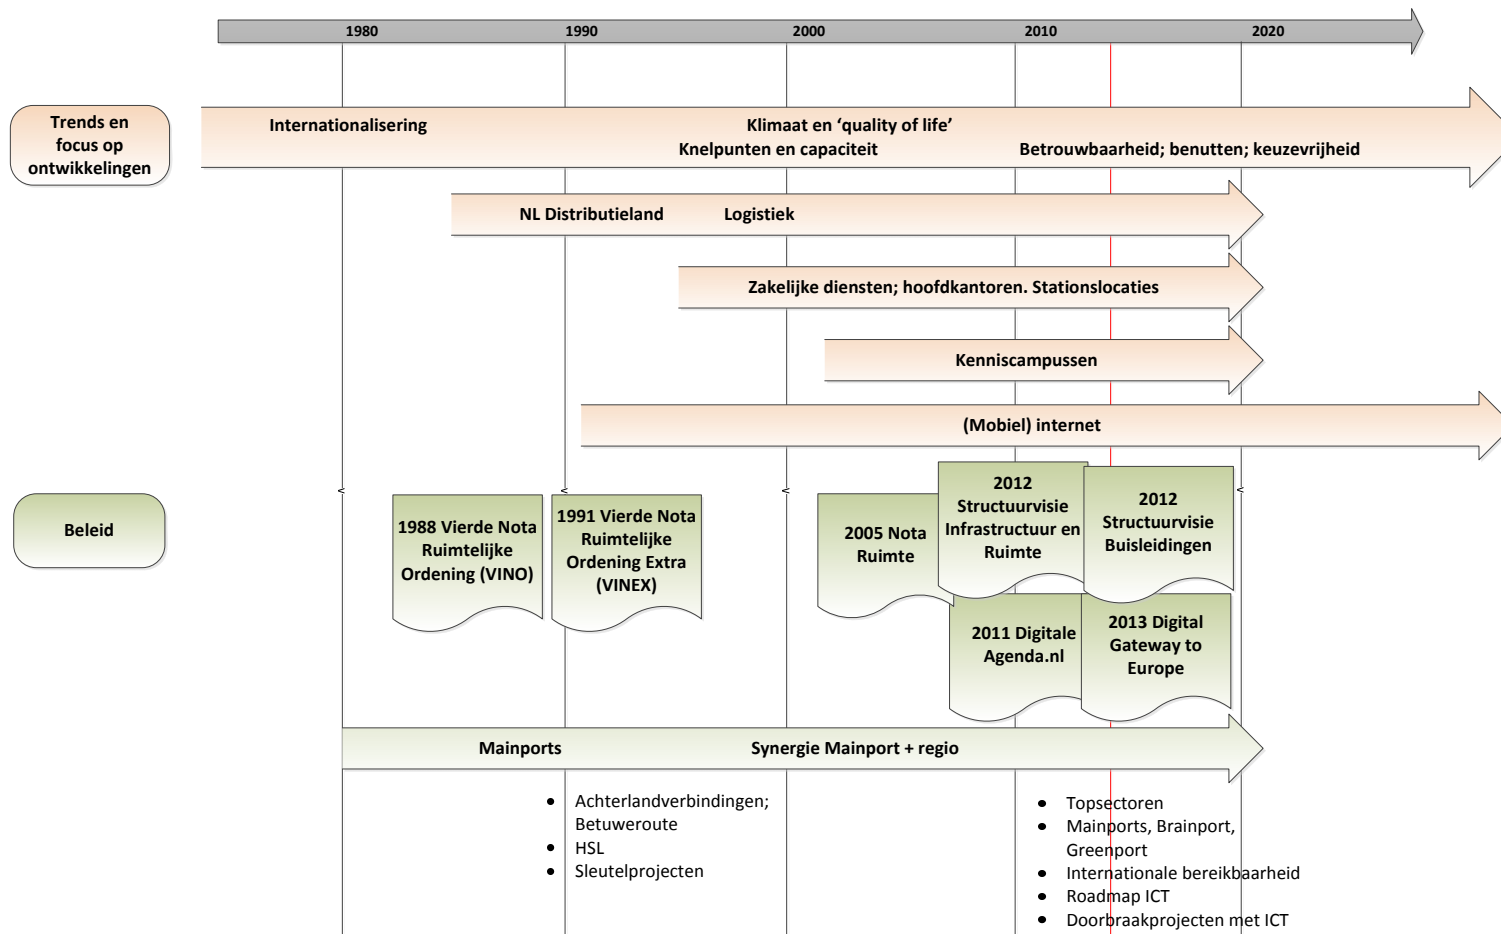 1980
1990
2000
2010
2020
Trends en
focus op
ontwikkelingen
Internationalisering
Klimaat en ‘quality of life’
Knelpunten en capaciteit
Betrouwbaarheid; benutten; keuzevrijheid
NL Distributieland
Logistiek
Zakelijke diensten; hoofdkantoren. Stationslocaties
Kenniscampussen
(Mobiel) internet
Beleid
1988 Vierde Nota
Ruimtelijke
Ordening (VINO)
1991 Vierde Nota
Ruimtelijke
Ordening Extra
(VINEX)
2005 Nota
Ruimte
2012
Structuurvisie
Infrastructuur en
Ruimte
2012
Structuurvisie
Buisleidingen
2011 Digitale
Agenda.nl
2013 Digital
Gateway to
Europe
Mainports
Synergie Mainport + regio
• Achterlandverbindingen;
Betuweroute
• HSL
• Sleutelprojecten
• Topsectoren
• Mainports, Brainport,
Greenport
• Internationale bereikbaarheid
• Roadmap ICT
• Doorbraakprojecten met ICT